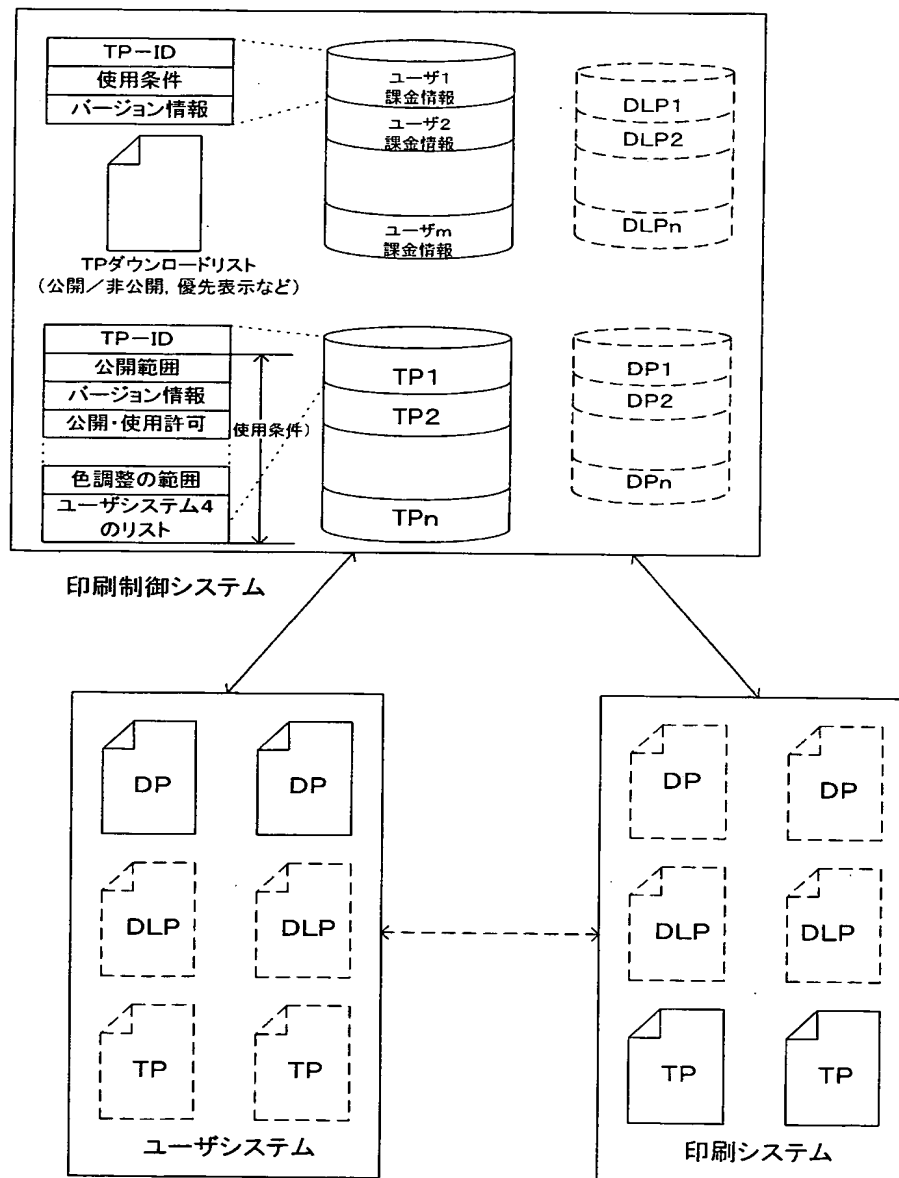 TP-ID
使用条件
バージョン情報
TPダウンロードリスト
(公開/非公開, 優先表示など)
ユーザ1
課金情報
ユーザ2
課金情報
ユーザm
課金情報
DLP1
DLP2
DLPn
TP-ID
公開範囲
バージョン情報
公開・使用許可
色調整の範囲
ユーザシステム4
のリスト
使用条件)
TP1
TP2
TPn
DP1
DP2
DPn
印刷制御システム
DP
DP
DLP
DLP
TP
TP
ユーザシステム
DP
DP
DLP
DLP
TP
TP
印刷システム